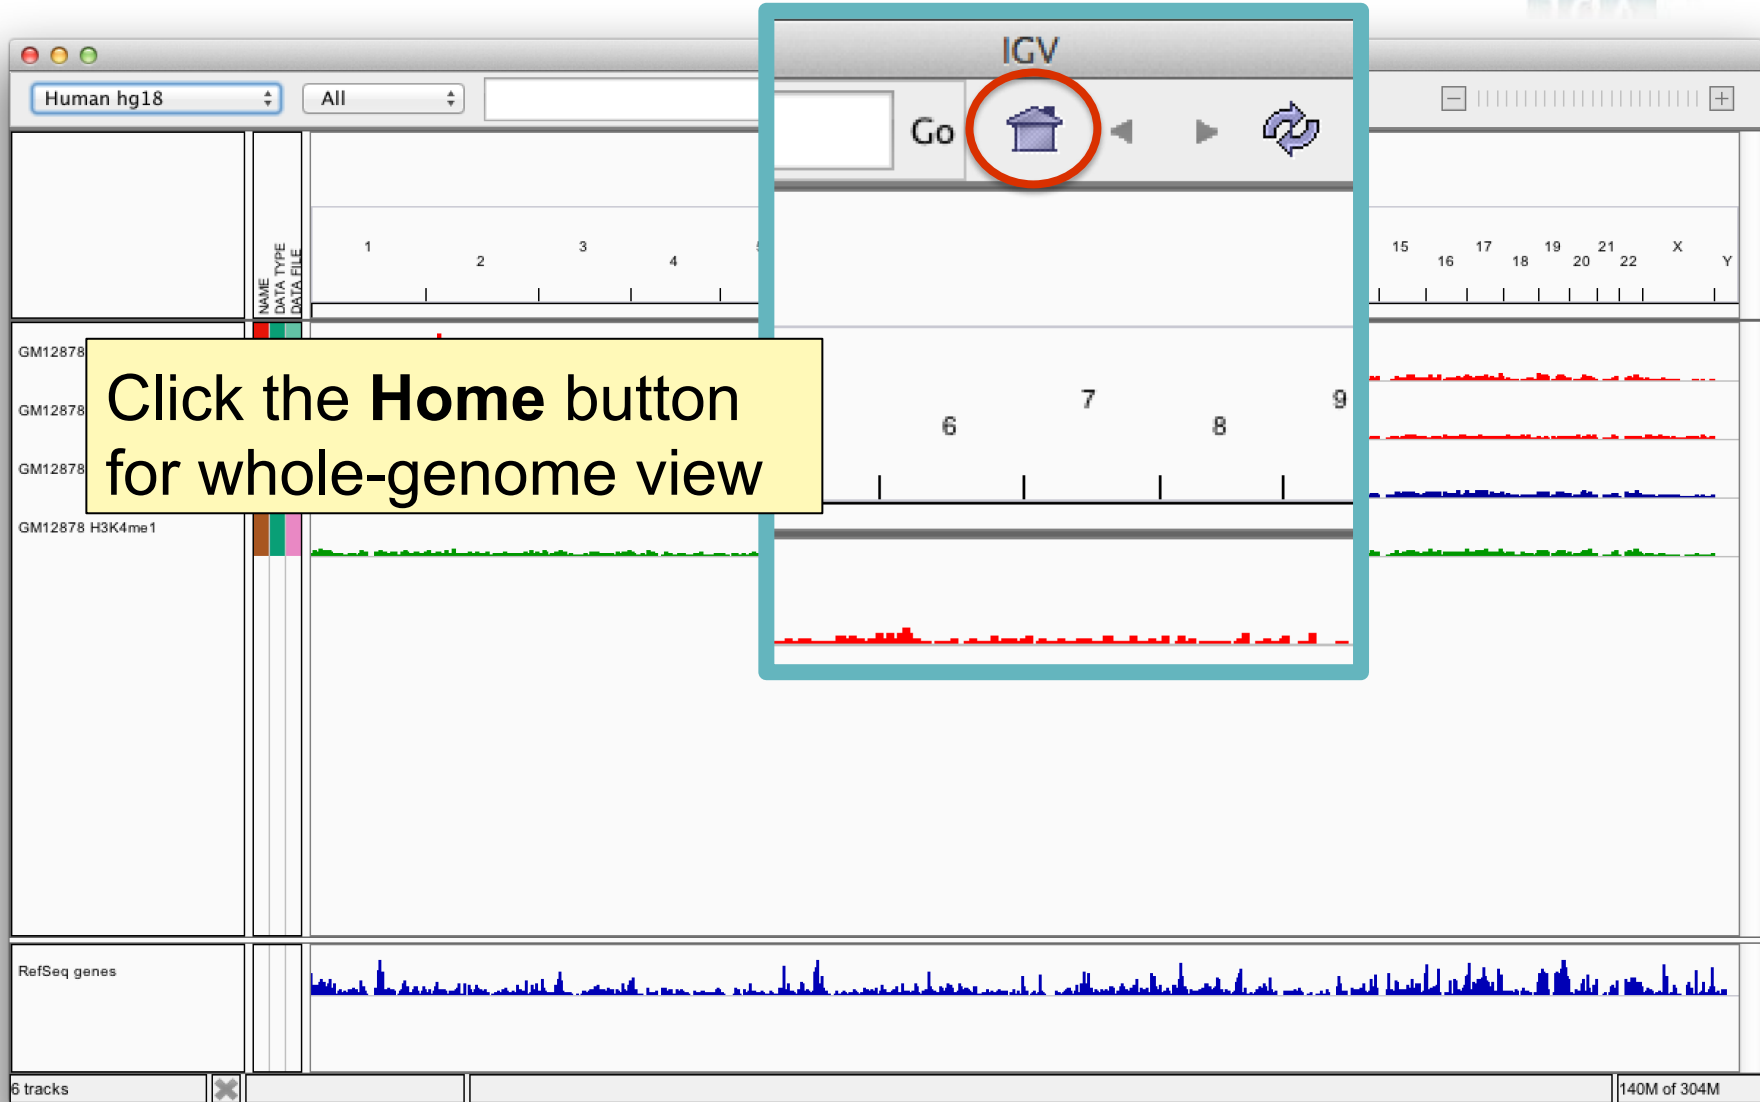 IGV
Human hg18
All
Go
1
2
3
4
6
7
8
9
15
16
17
18
19
20
21
22
X
Y
NAME
DATA TYPE
DATA FILE
GM12878
GM12878
GM12878
GM12878 H3K4me1
Click the Home button
for whole-genome view
RefSeq genes
6 tracks
140M of 304M